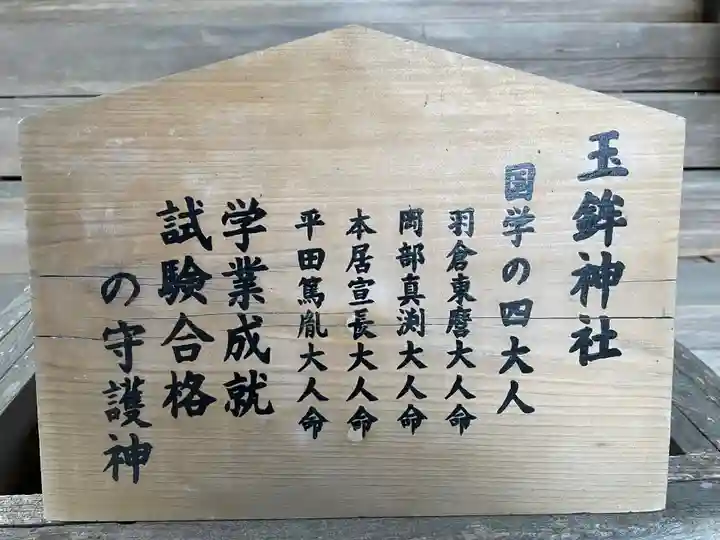 玉鉾神社
国学の四大人
羽倉東麿大人命
岡部真渕大人命
本居宣長大人命
平田篤胤大人命
学業成就
試験合格
の守護神